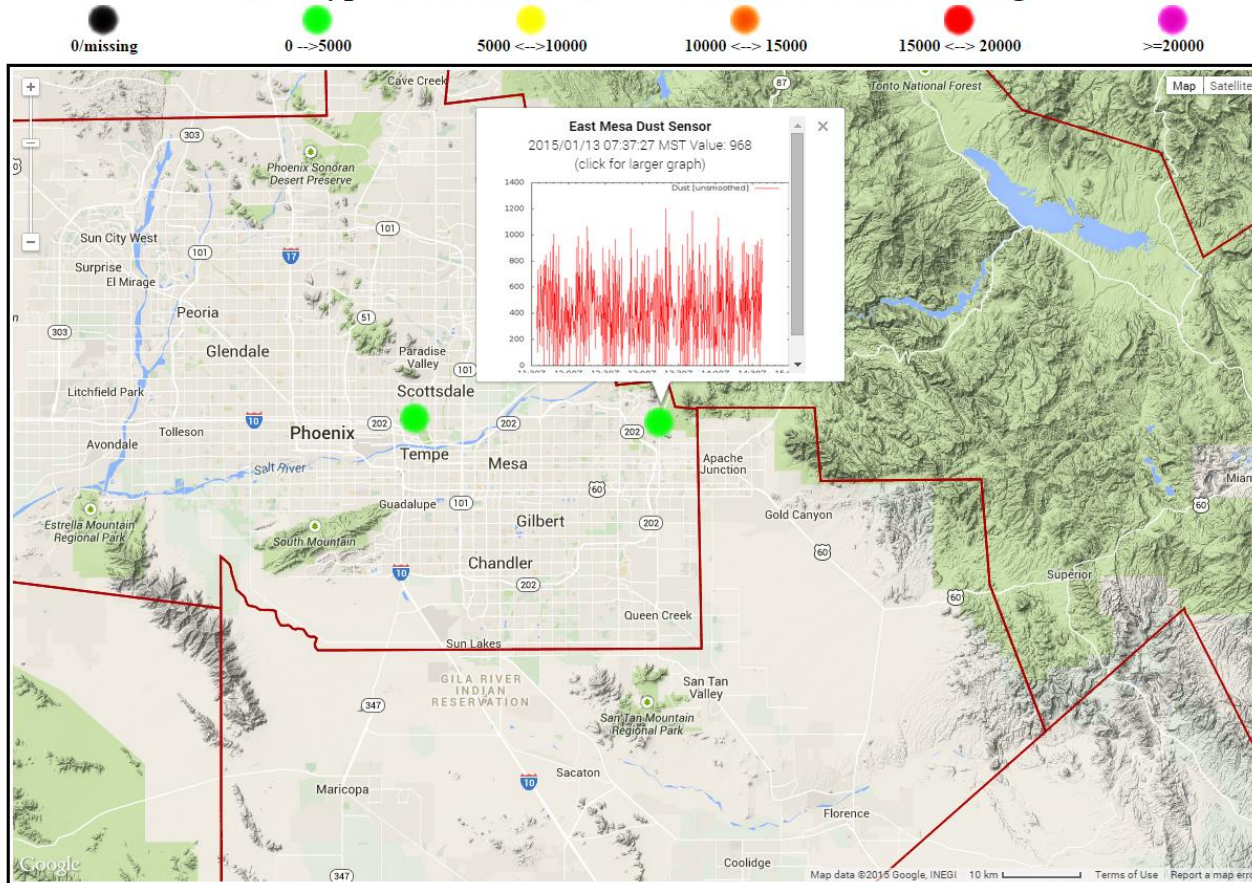 0/missing
0 -->5000
5000 <-->10000
10000 <--> 15000
15000 <--> 20000
>=20000
Cave Creek
87
Tonto National Forest
Map
Satellite
303
Phoenix Sonoran
Desert Preserve
East Mesa Dust Sensor
2015/01/13 07:37:27 MST Value: 968
(click for larger graph)
Dust [unsmoothed]
1400
1200
1000
800
600
400
200
0
Sun City West
101
101
17
Surprise
El Mirage
Peoria
51
303
Glendale
Paradise
Valley
101
Litchfield Park
Scottsdale
10
202
202
202
Tolleson
Phoenix
Avondale
Tempe
Mesa
Apache
Junction
Salt River
60
Guadalupe
101
Estrella Mountain
Regional Park
South Mountain
Gilbert
202
Gold Canyon
60
60
Chandler
10
202
Superior
60
Queen Creek
Sun Lakes
GILA RIVER
INDIAN
RESERVATION
San Tan
Valley
347
San Tan Mountain
Regional Park
Sacaton
10
Maricopa
Florence
Coolidge
Google
347
Map data ©2015 Google, INEGI
10 km
Terms of Use
Report a map erro